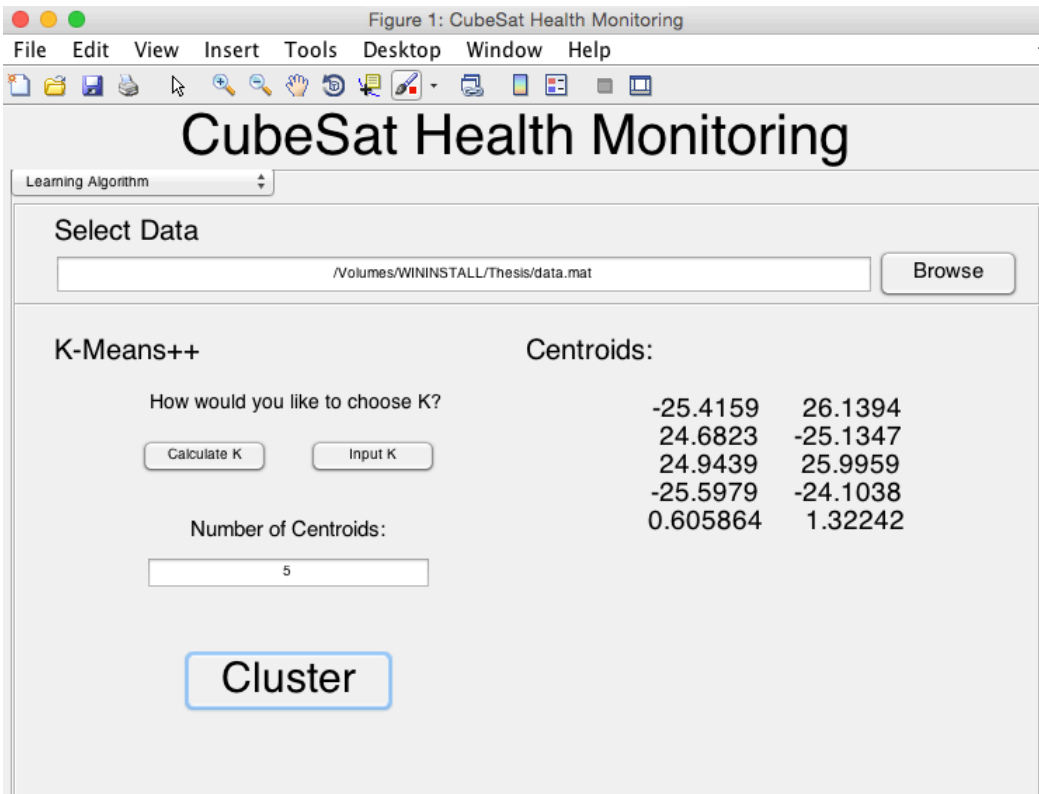 Figure 1: CubeSat Health Monitoring
File Edit View Insert Tools Desktop Window Help
CubeSat Health Monitoring
Learning Algorithm
Select Data
/Volumes/WININSTALL/Thesis/data.mat
Browse
K-Means++
How would you like to choose K?
Calculate K
Input K
Number of Centroids:
5
Cluster
Centroids:
-25.4159 26.1394
24.6823 -25.1347
24.9439 25.9959
-25.5979 -24.1038
0.605864 1.32242